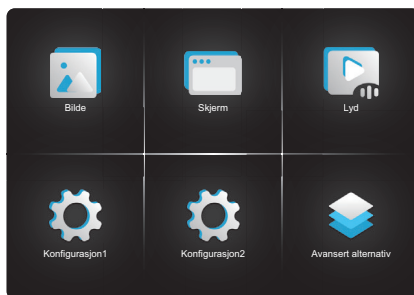 Bilde
Skjerm
Lyd
Konfigurasjon1
Konfigurasjon2
Avansert alternativ